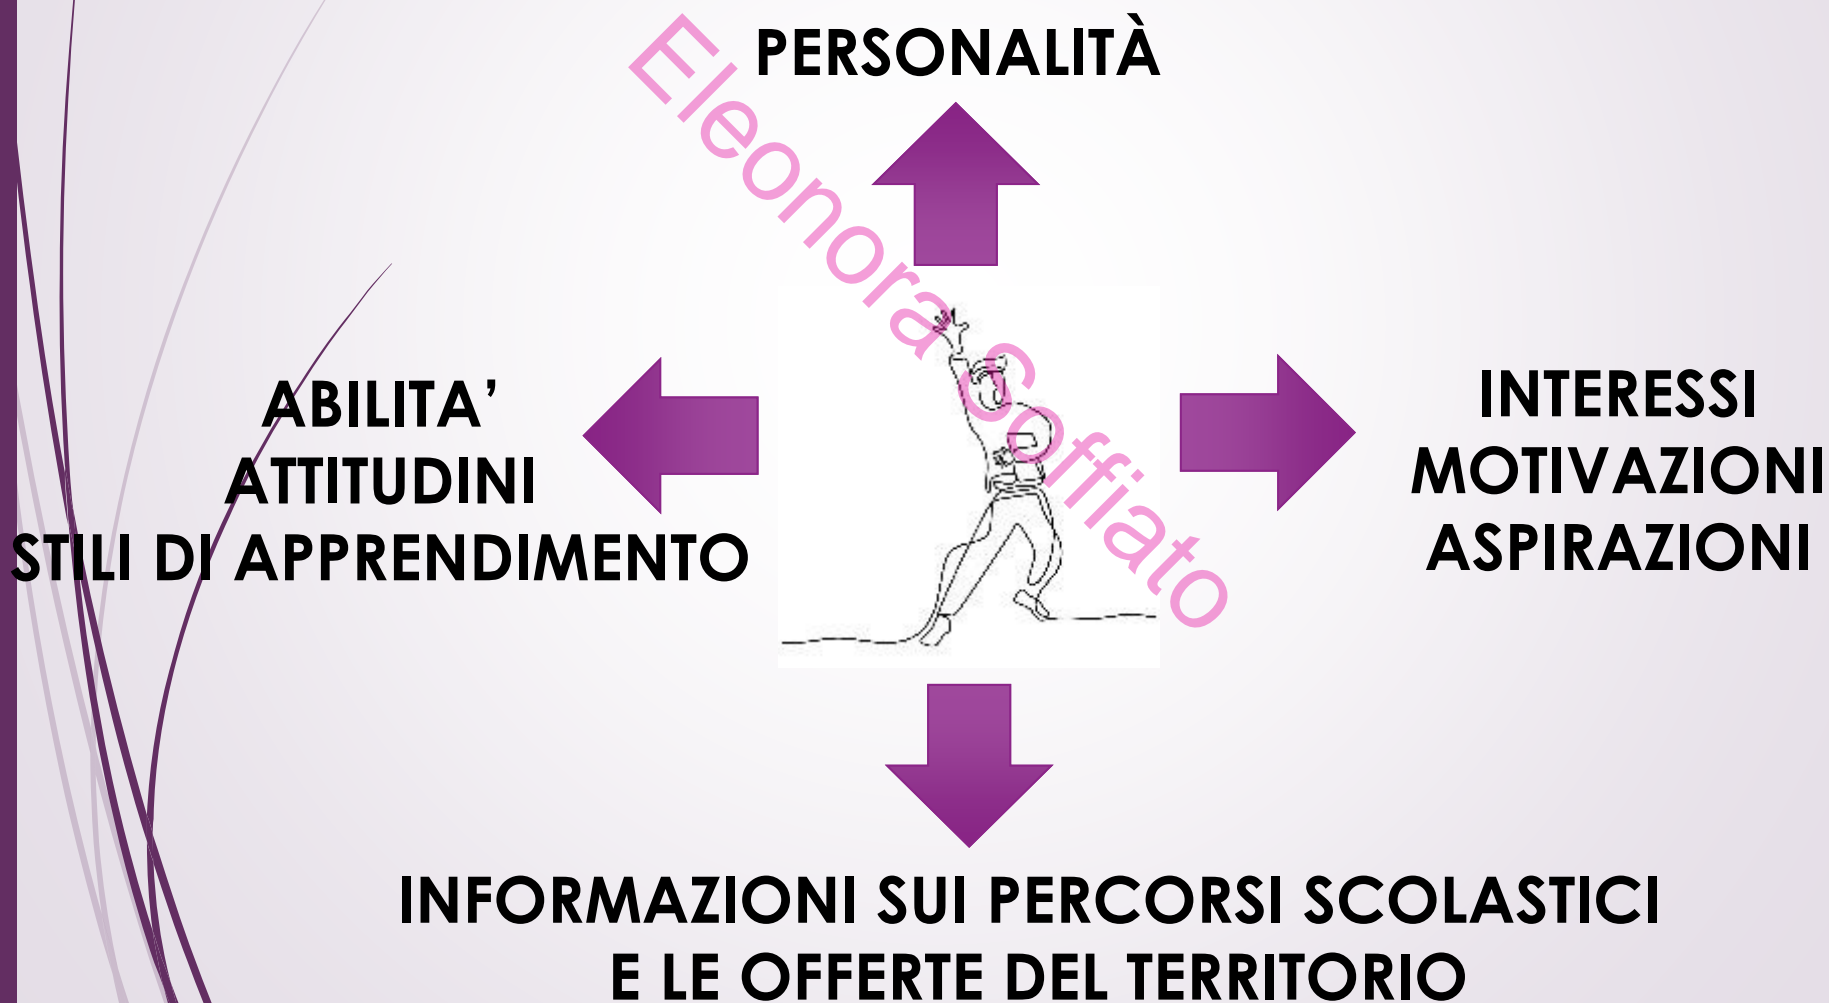 PERSONALITÀ
Eleonora Soffiato
ABILITA’
ATTITUDINI
STILI DI APPRENDIMENTO
INTERESSI
MOTIVAZIONI
ASPIRAZIONI
INFORMAZIONI SUI PERCORSI SCOLASTICI
E LE OFFERTE DEL TERRITORIO